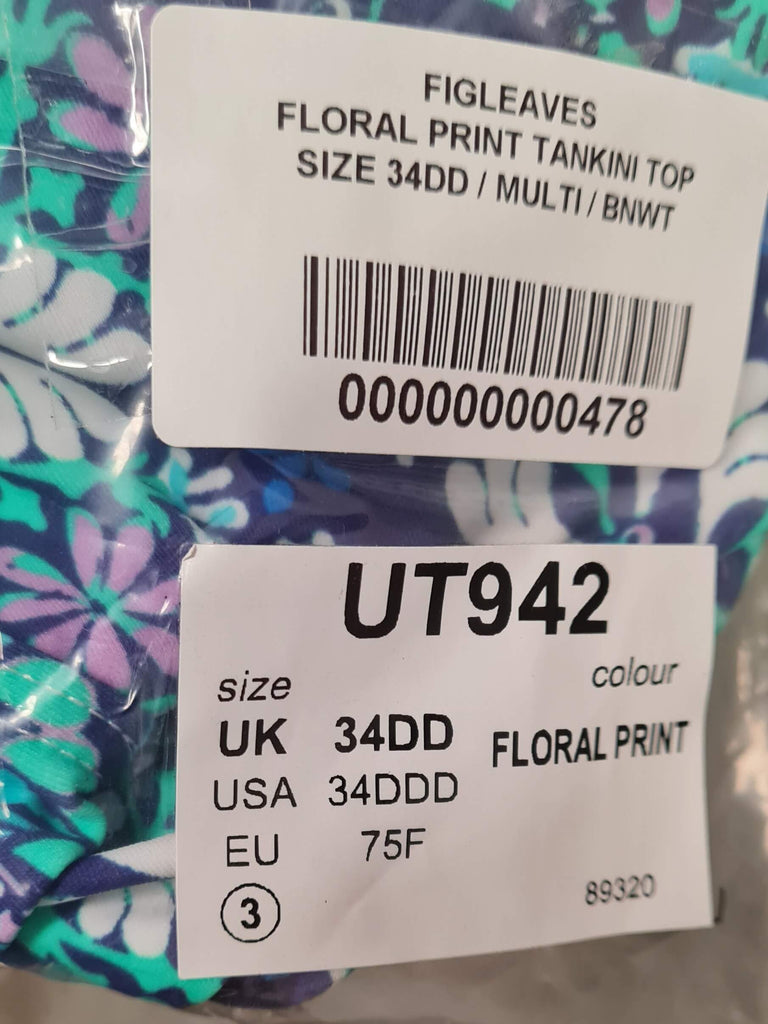 FIGLEAVES
FLORAL PRINT TANKINI TOP
SIZE 34DD / MULTI / BNWT
000000000478
UT942
size colour
UK 34DD FLORAL PRINT
USA 34DDD
EU 75F
3 89320